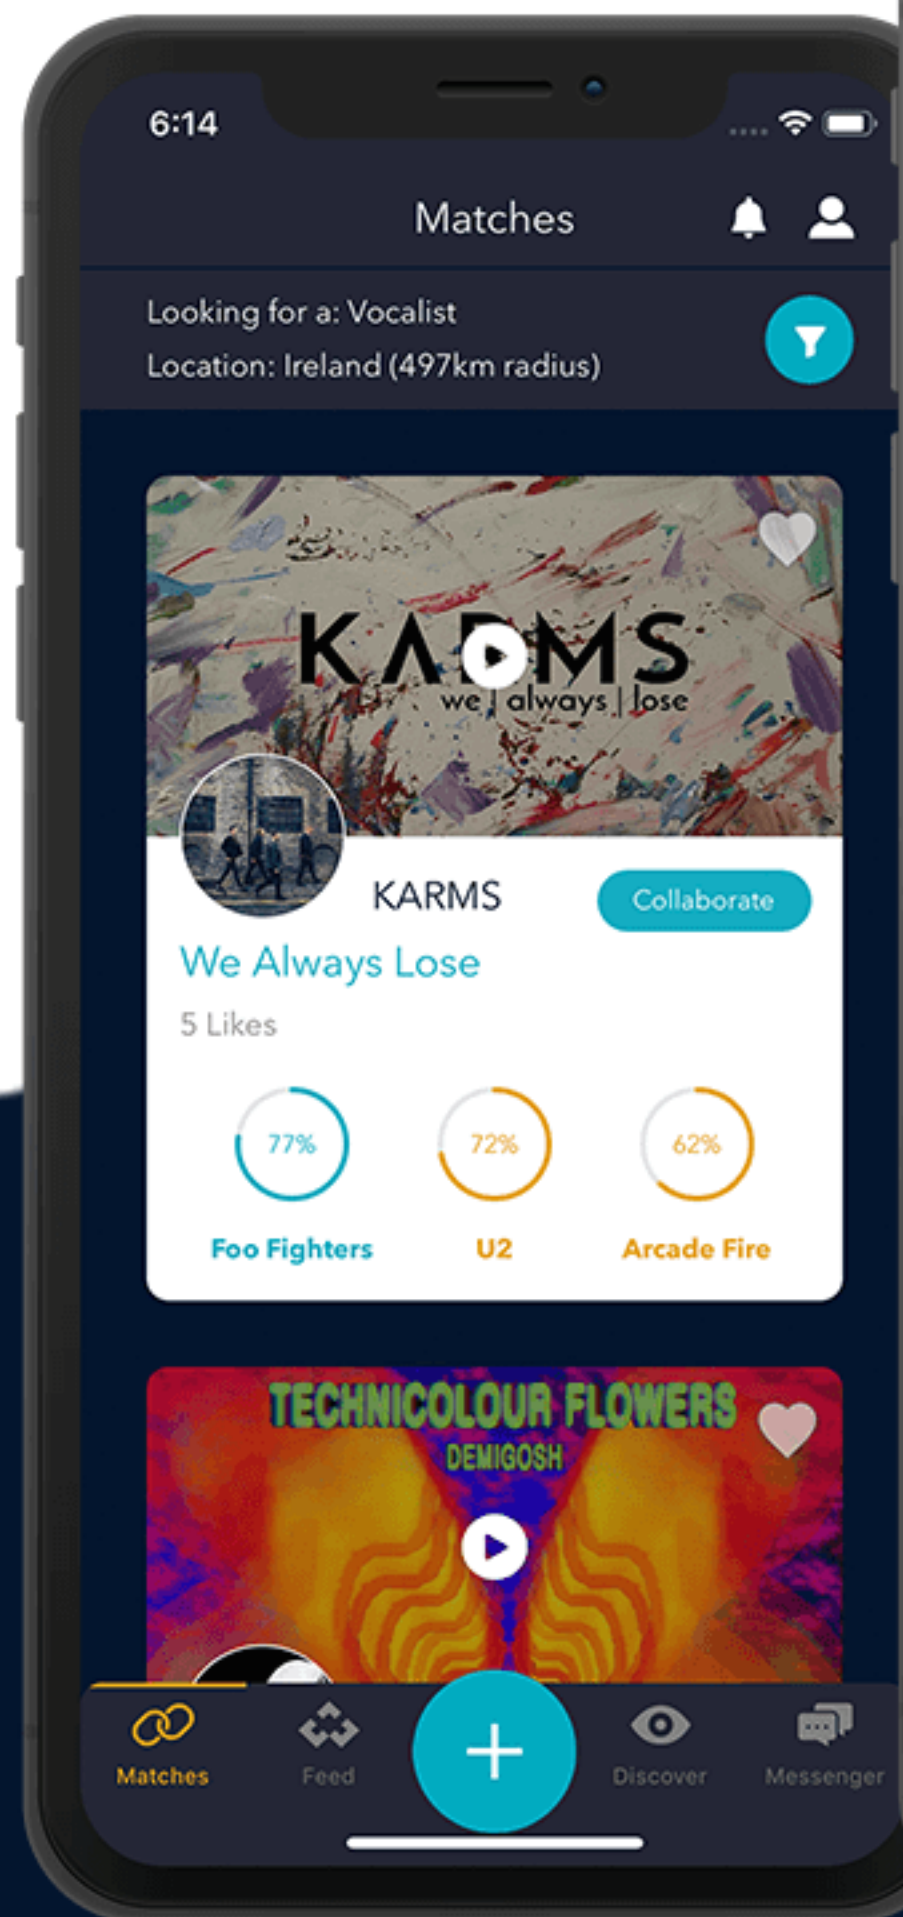 6:14
Matches
Looking for a: Vocalist
Location: Ireland (497km radius)
KARMS
we | always | lose
KARMS
Collaborate
We Always Lose
5 Likes
77%
72%
62%
Foo Fighters
U2
Arcade Fire
TECHNICOLOUR FLOWERS
DEMIGOSH
Matches
Feed
Discover
Messenger